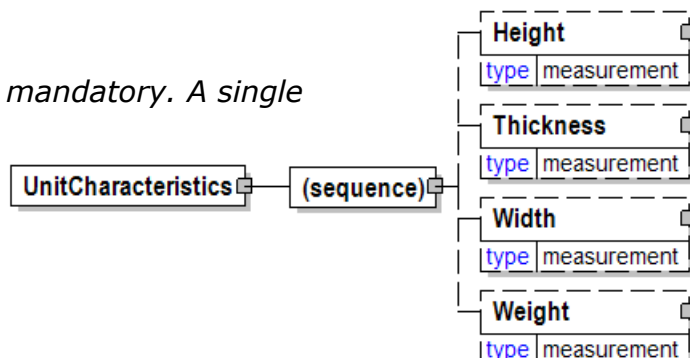 Height
type measurement
mandatory. A single
Thickness
type measurement
UnitCharacteristics (sequence)
Width
type measurement
Weight
type measurement